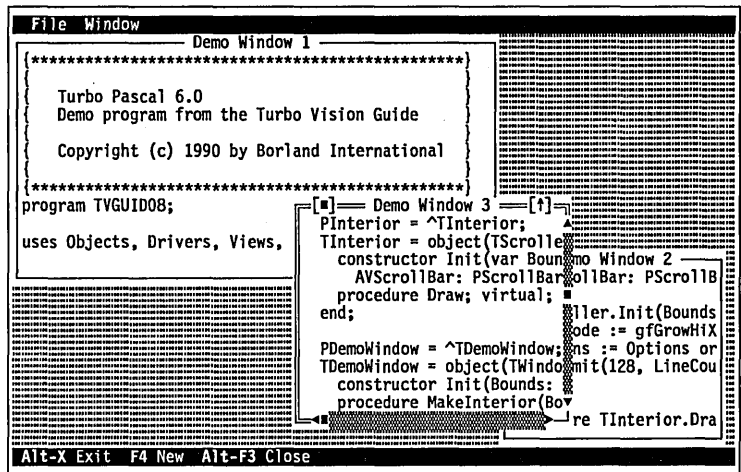 File Window
Demo Window 1
{*************************************************}
{ }
{ Turbo Pascal 6.0 }
{ Demo program from the Turbo Vision Guide }
{ }
{ Copyright (c) 1990 by Borland International }
{ }
{*************************************************}
program TVGUID08;
uses Objects, Drivers, Views,
[■] Demo Window 3 [↑]
PInterior = ^TInterior;
TInterior = object(TScrolle
constructor Init(var Boun
AVScrollBar: PScrollBar
procedure Draw; virtual;
end;
PDemoWindow = ^TDemoWindow;
TDemoWindow = object(TWindo
constructor Init(Bounds:
procedure MakeInterior(Bo
mo Window 2
ollBar: PScrollB
ller.Init(Bounds
ode := gfGrowHiX
ns := Options or
mit(128, LineCou
re TInterior.Dra
Alt-X Exit F4 New Alt-F3 Close